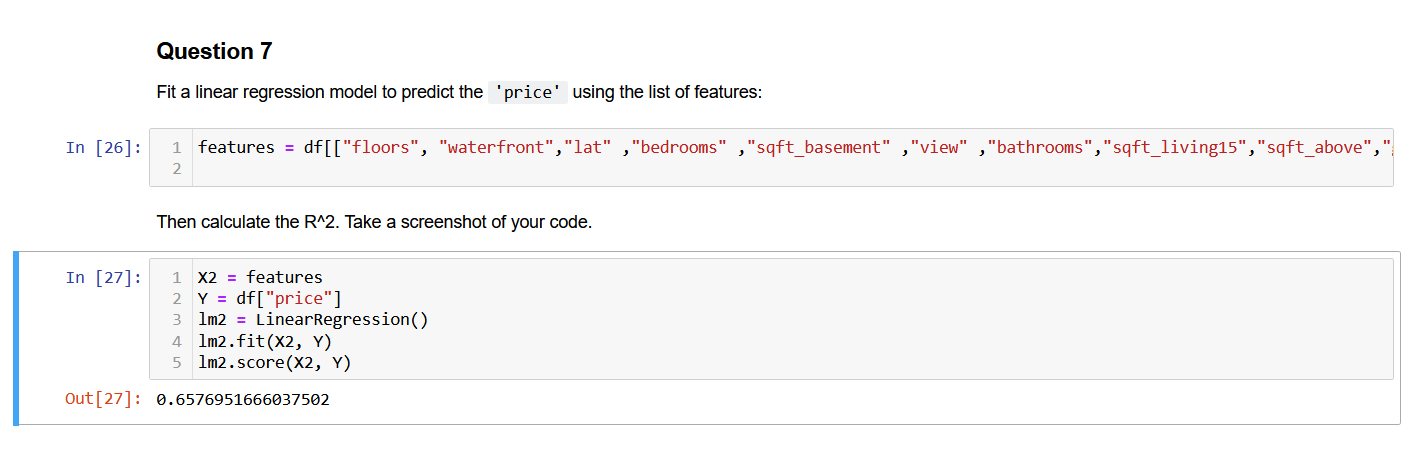 Question 7
Fit a linear regression model to predict the 'price' using the list of features:
In [26]:
1 features = df[["floors", "waterfront","lat" ,"bedrooms" ,"sqft_basement" ,"view" ,"bathrooms","sqft_living15","sqft_above","
2
Then calculate the R^2. Take a screenshot of your code.
In [27]:
1 X2 = features
2 Y = df["price"]
3 lm2 = LinearRegression()
4 lm2.fit(X2, Y)
5 lm2.score(X2, Y)
Out[27]: 0.6576951666037502